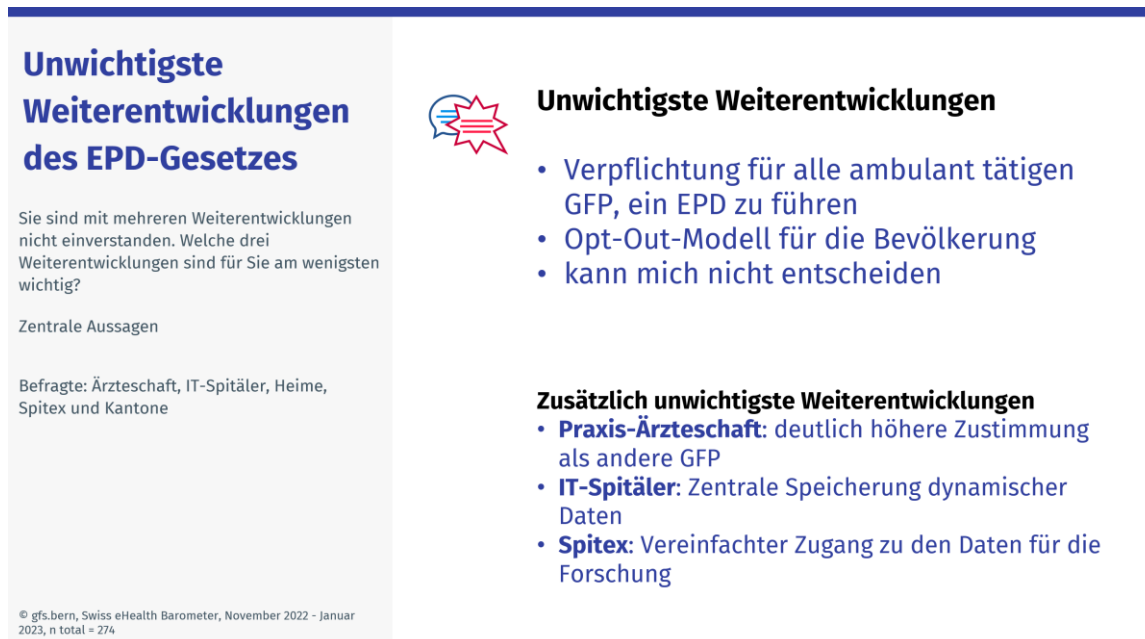 Unwichtigste
Weiterentwicklungen
des EPD-Gesetzes
Sie sind mit mehreren Weiterentwicklungen
nicht einverstanden. Welche drei
Weiterentwicklungen sind für Sie am wenigsten
wichtig?
Zentrale Aussagen
Befragte: Ärzteschaft, IT-Spitäler, Heime,
Spitex und Kantone
© gfs.bern, Swiss eHealth Barometer, November 2022 - Januar
2023, n total = 274
Unwichtigste Weiterentwicklungen
• Verpflichtung für alle ambulant tätigen
GFP, ein EPD zu führen
• Opt-Out-Modell für die Bevölkerung
• kann mich nicht entscheiden
Zusätzlich unwichtigste Weiterentwicklungen
• Praxis-Ärzteschaft: deutlich höhere Zustimmung
als andere GFP
• IT-Spitäler: Zentrale Speicherung dynamischer
Daten
• Spitex: Vereinfachter Zugang zu den Daten für die
Forschung